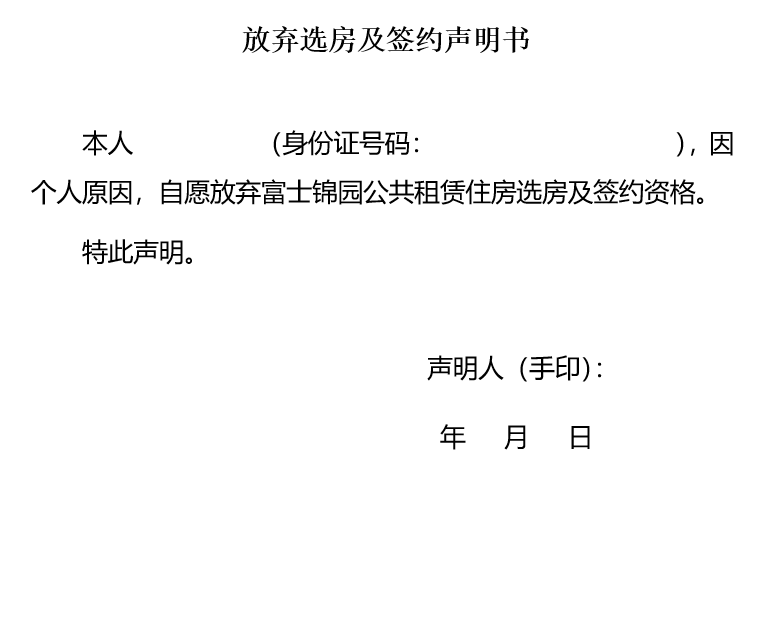 放弃选房及签约声明书
本人 （身份证号码： ），因
个人原因，自愿放弃富士锦园公共租赁住房选房及签约资格。
特此声明。
声明人（手印）：
年 月 日